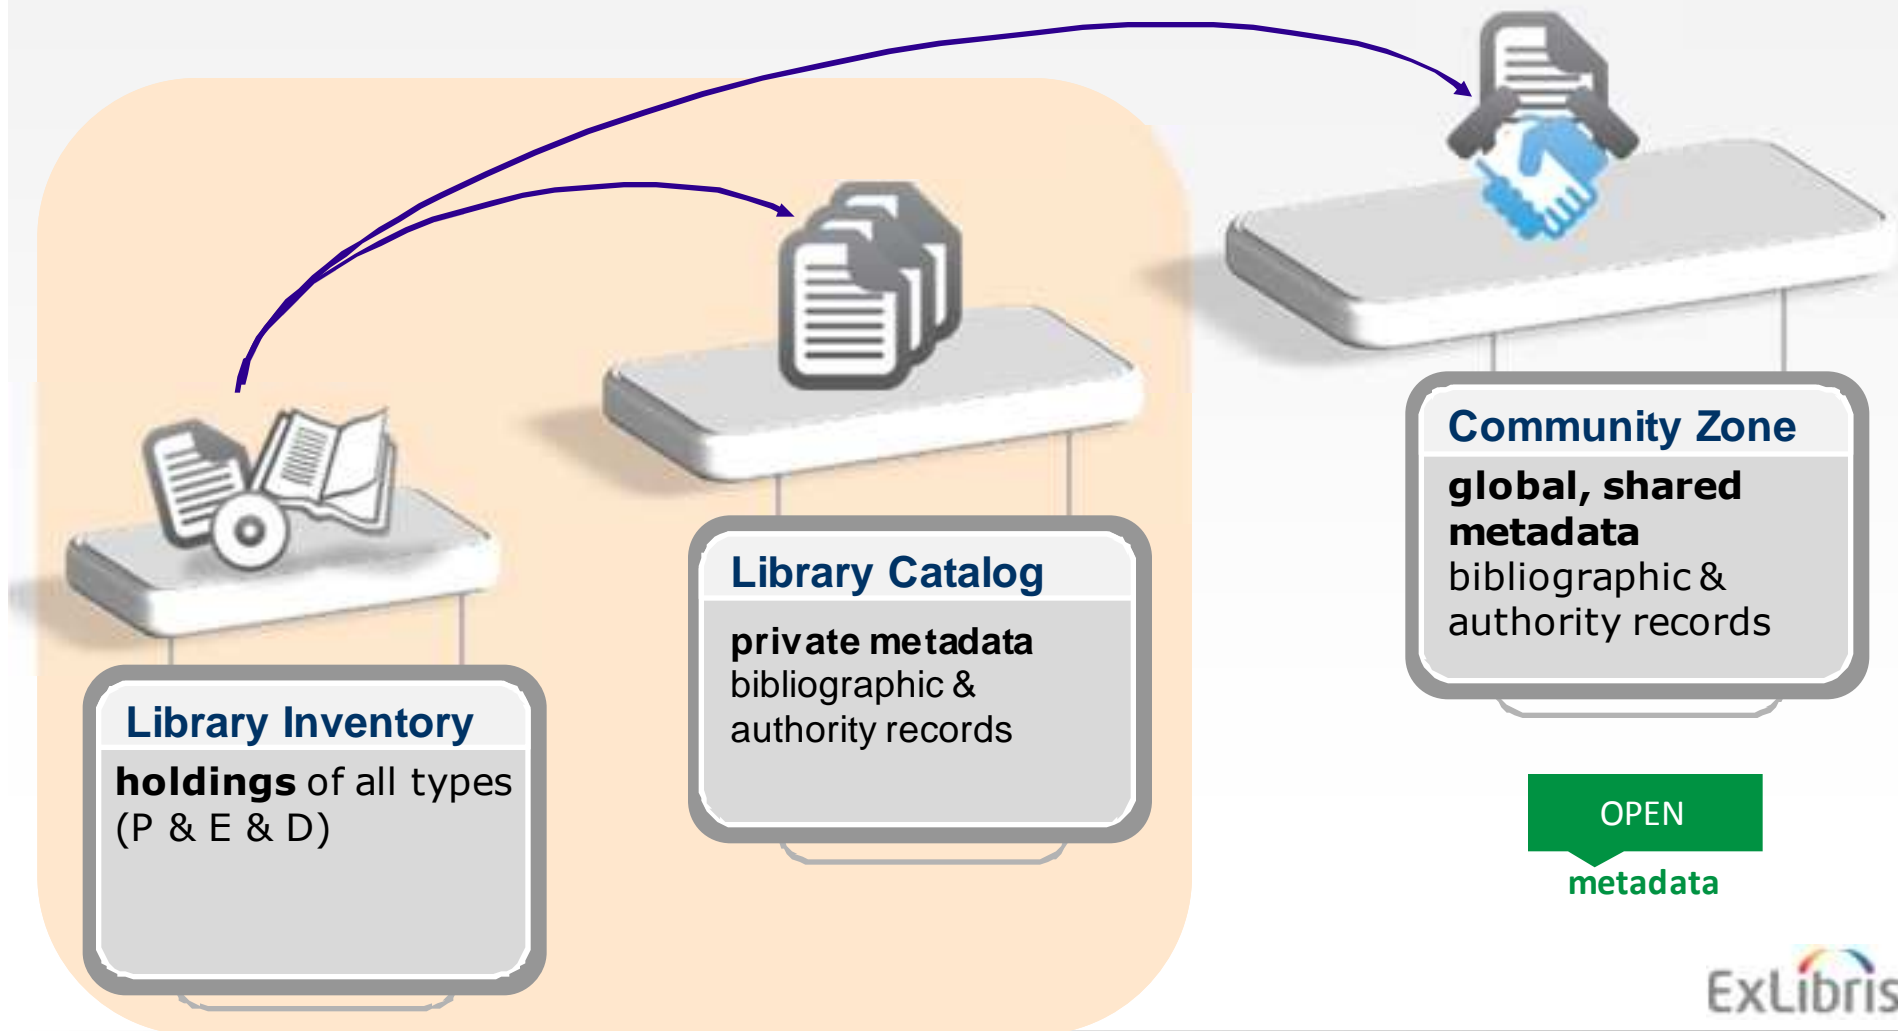 Library Inventory
holdings of all types
(P & E & D)
Library Catalog
private metadata
bibliographic &
authority records
Community Zone
global, shared
metadata
bibliographic &
authority records
OPEN
metadata
ExLibris